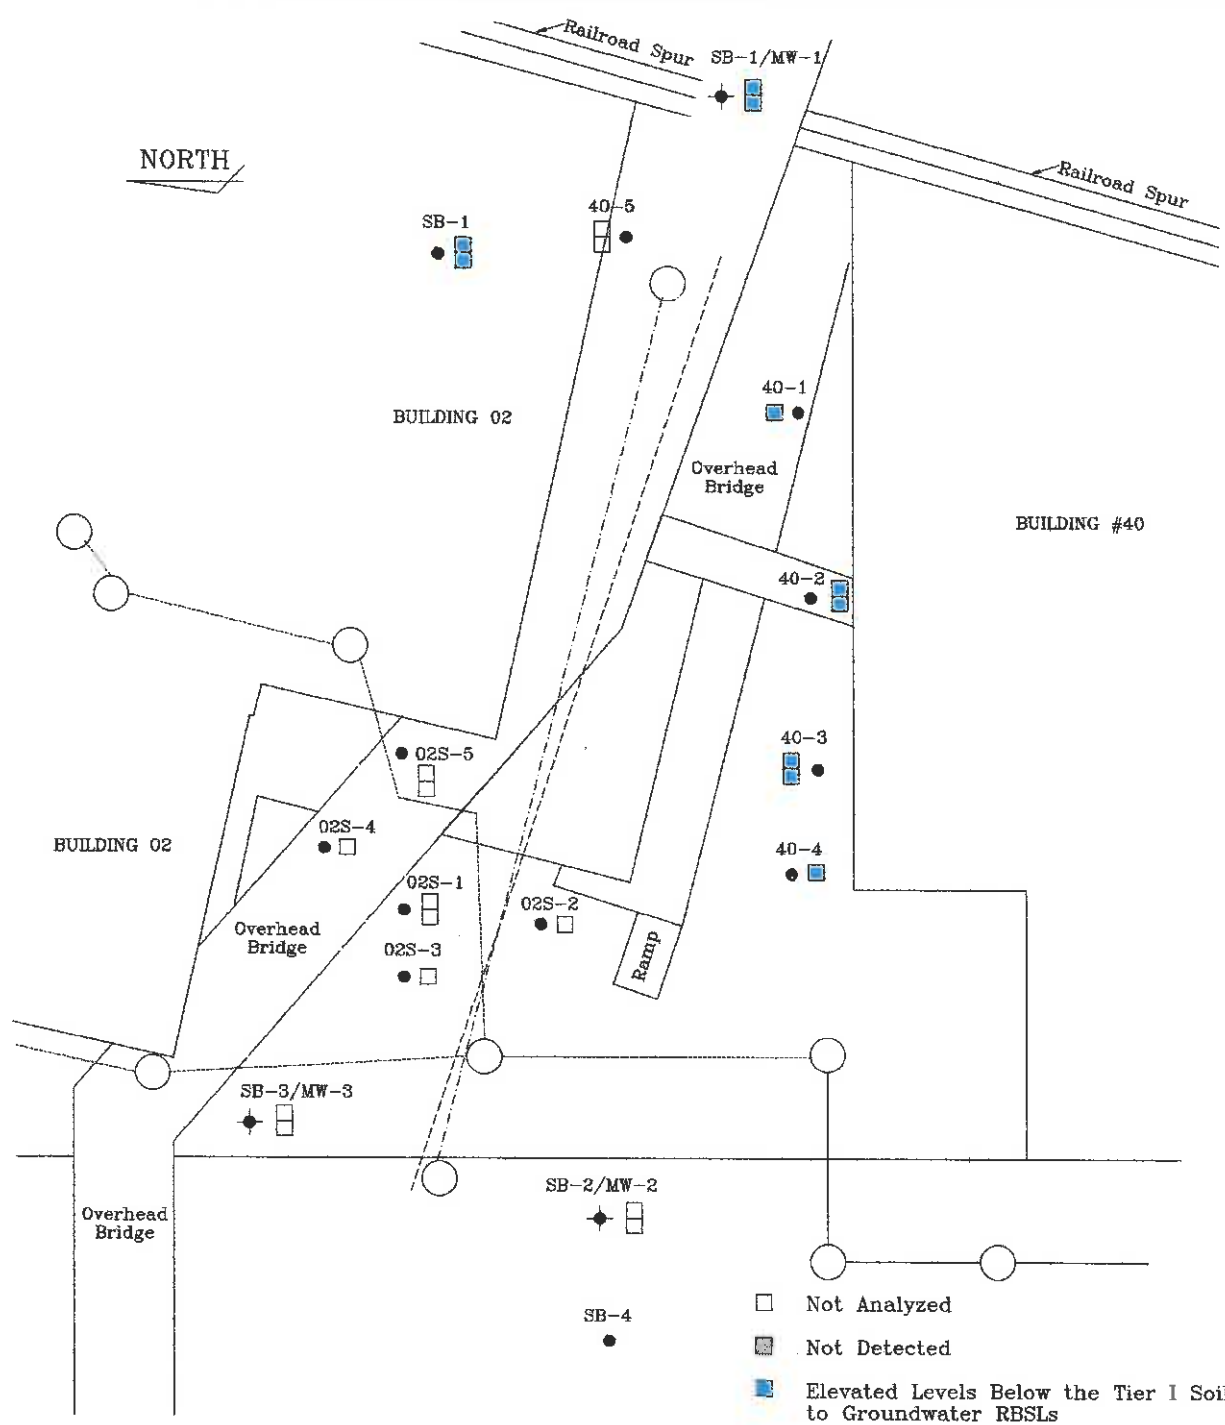 Railroad Spur
SB-1/MW-1
NORTH
Railroad Spur
SB-1
40-5
40-1
BUILDING 02
Overhead
Bridge
BUILDING #40
40-2
40-3
02S-5
02S-4
BUILDING 02
40-4
02S-1
02S-2
Overhead
Bridge
02S-3
Ramp
SB-3/MW-3
SB-2/MW-2
Overhead
Bridge
Not Analyzed
SB-4
Not Detected
Elevated Levels Below the Tier I Soil
to Groundwater RBSLs